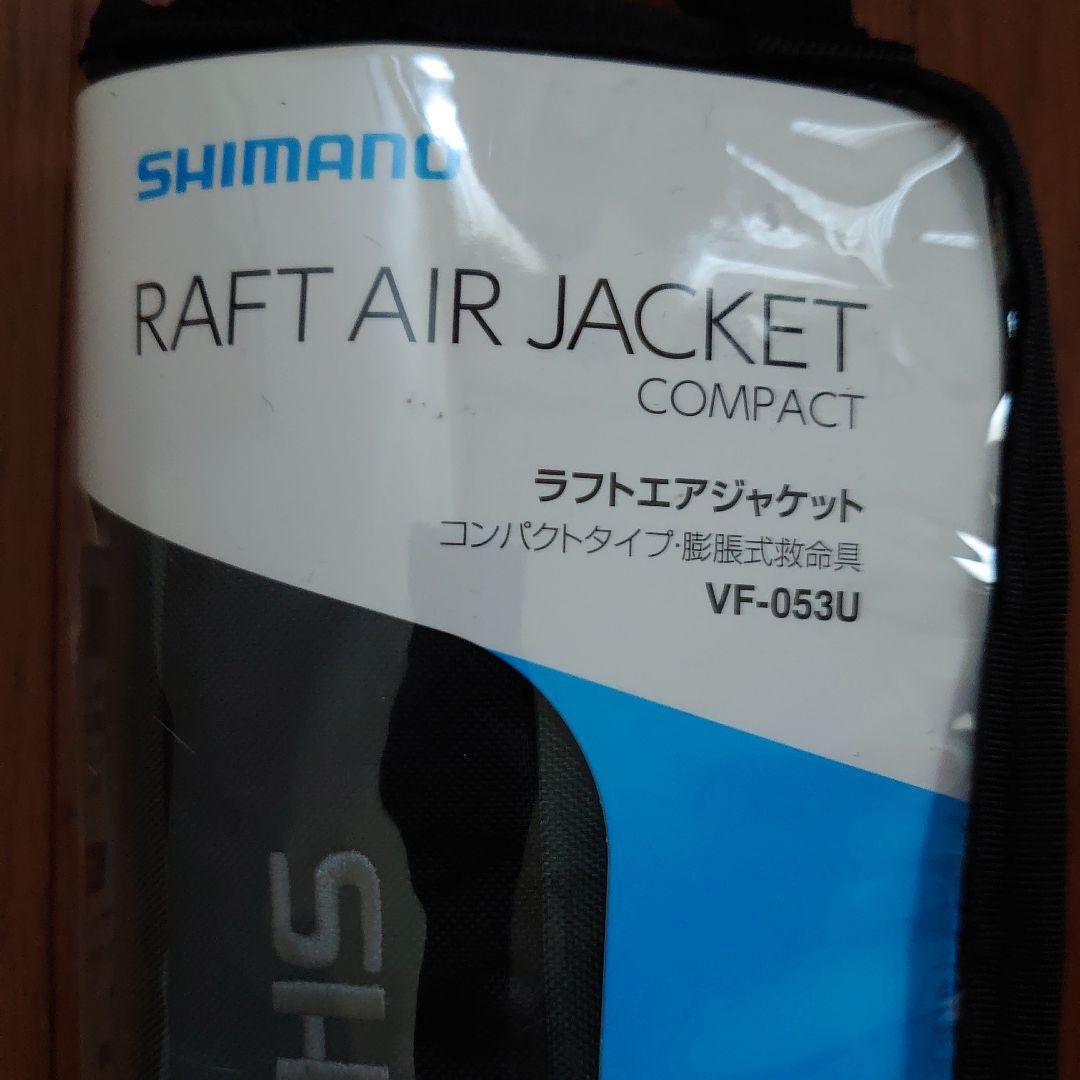 SHIMANO
RAFT AIR JACKET
COMPACT
ラフトエアジャケット
コンパクトタイプ・膨脹式救命具
VF-053U
SH